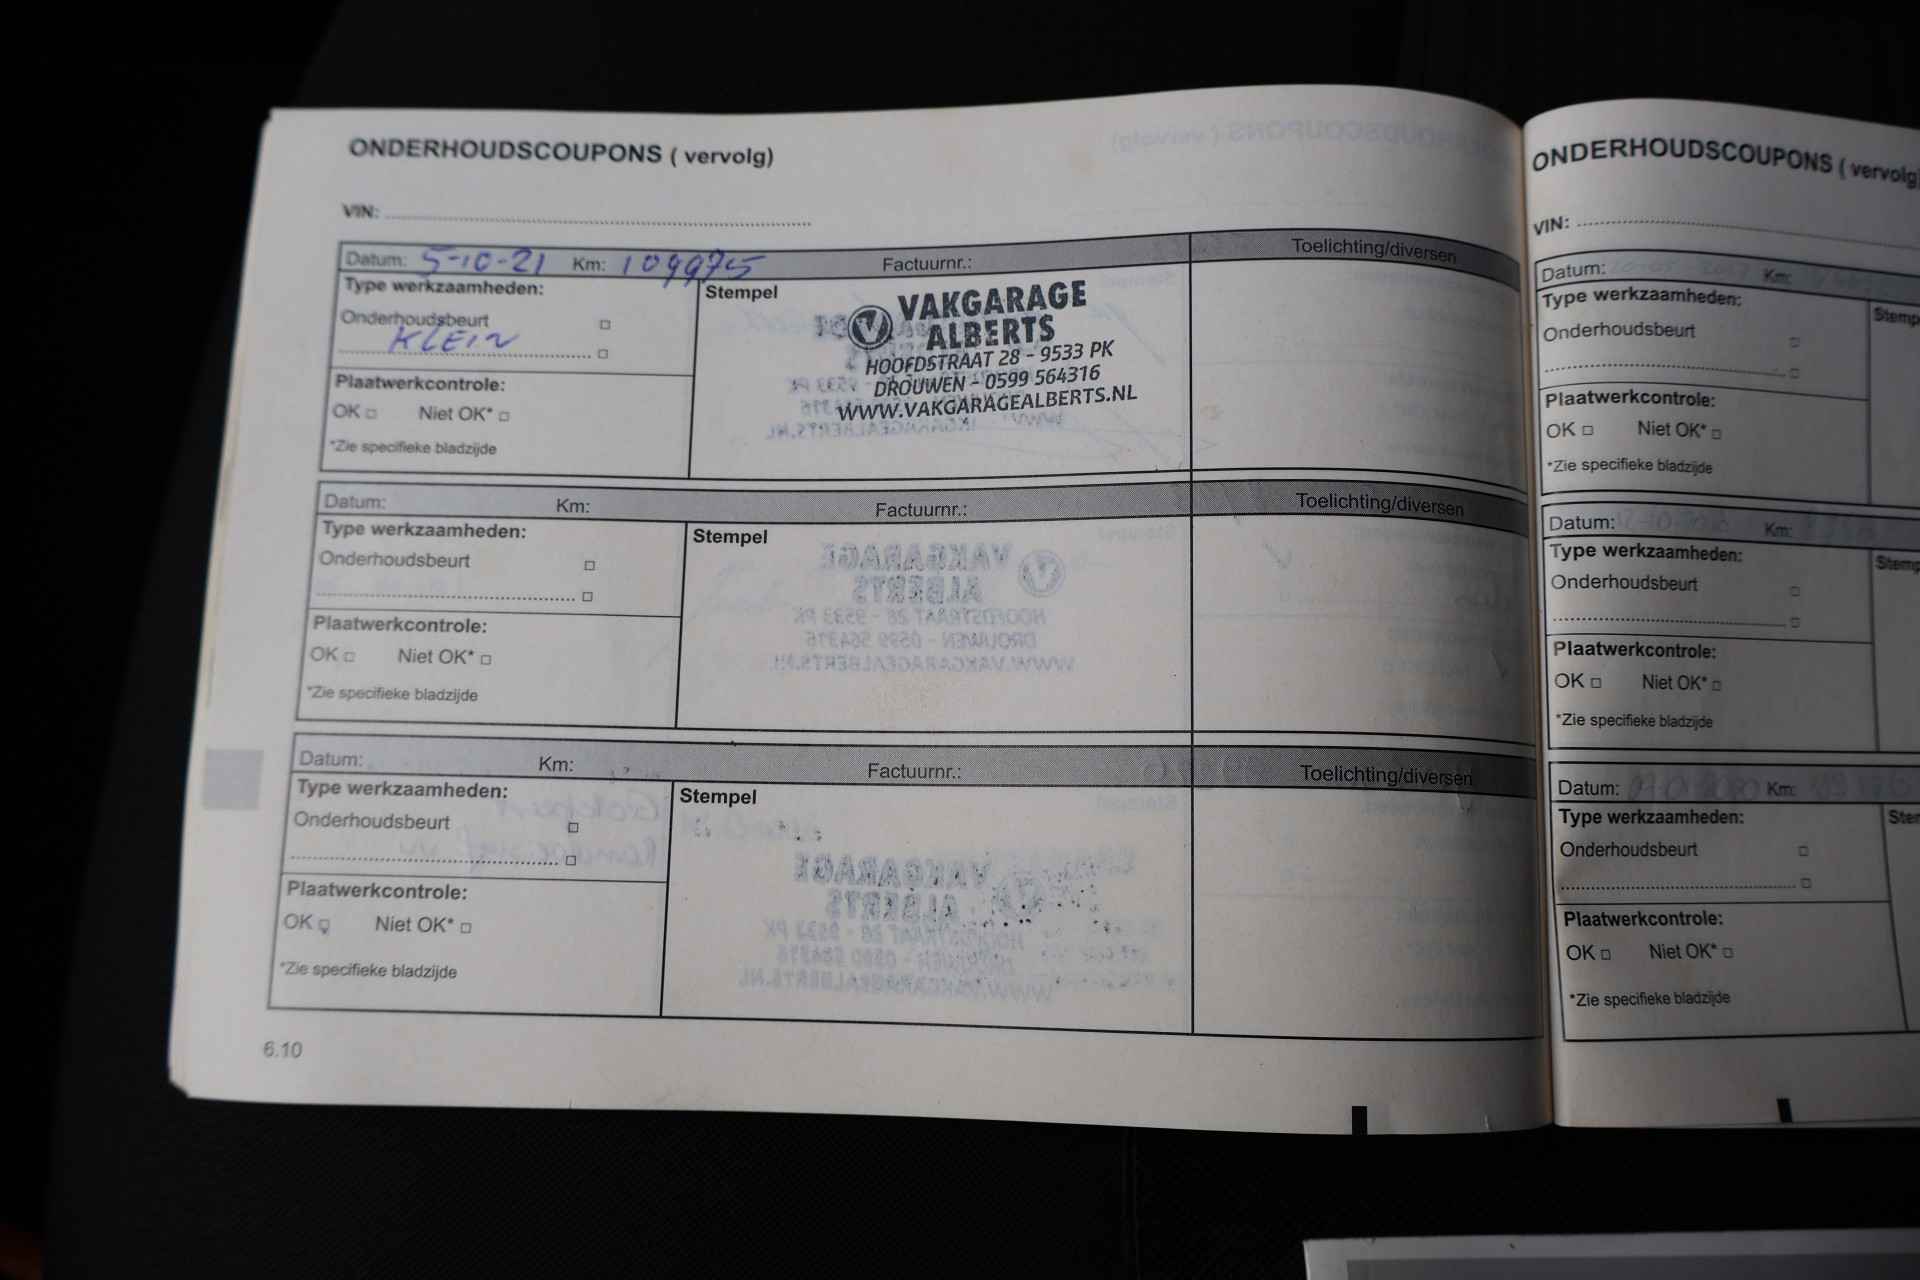 ONDERHOUDSCOUPONS ( vervolg)
VIN:
Datum: 5-10-21 Km: 109975 Factuurnr.: Toelichting/diversen
Type werkzaamheden:
Stempel
Onderhoudsbeurt
KLEIN
Plaatwerkcontrole:
OK Niet OK*
*Zie specifieke bladzijde
VAKGARAGE
ALBERTS
HOOFDSTRAAT 28 - 9533 PK
DROUWEN - 0599 564316
WWW.VAKGARAGEALBERTS.NL
Datum: Km: Factuurnr.: Toelichting/diversen
Type werkzaamheden:
Stempel
Onderhoudsbeurt
Plaatwerkcontrole:
OK Niet OK*
*Zie specifieke bladzijde
Datum: Km: Factuurnr.: Toelichting/diversen
Type werkzaamheden:
Stempel
Onderhoudsbeurt
Plaatwerkcontrole:
OK Niet OK*
*Zie specifieke bladzijde
6.10
ONDERHOUDSCOUPONS ( vervolg)
VIN:
Datum: Km:
Type werkzaamheden:
Onderhoudsbeurt
Plaatwerkcontrole:
OK Niet OK*
*Zie specifieke bladzijde
Datum: Km:
Type werkzaamheden:
Onderhoudsbeurt
Plaatwerkcontrole:
OK Niet OK*
*Zie specifieke bladzijde
Datum: Km:
Type werkzaamheden:
Onderhoudsbeurt
Plaatwerkcontrole:
OK Niet OK*
*Zie specifieke bladzijde